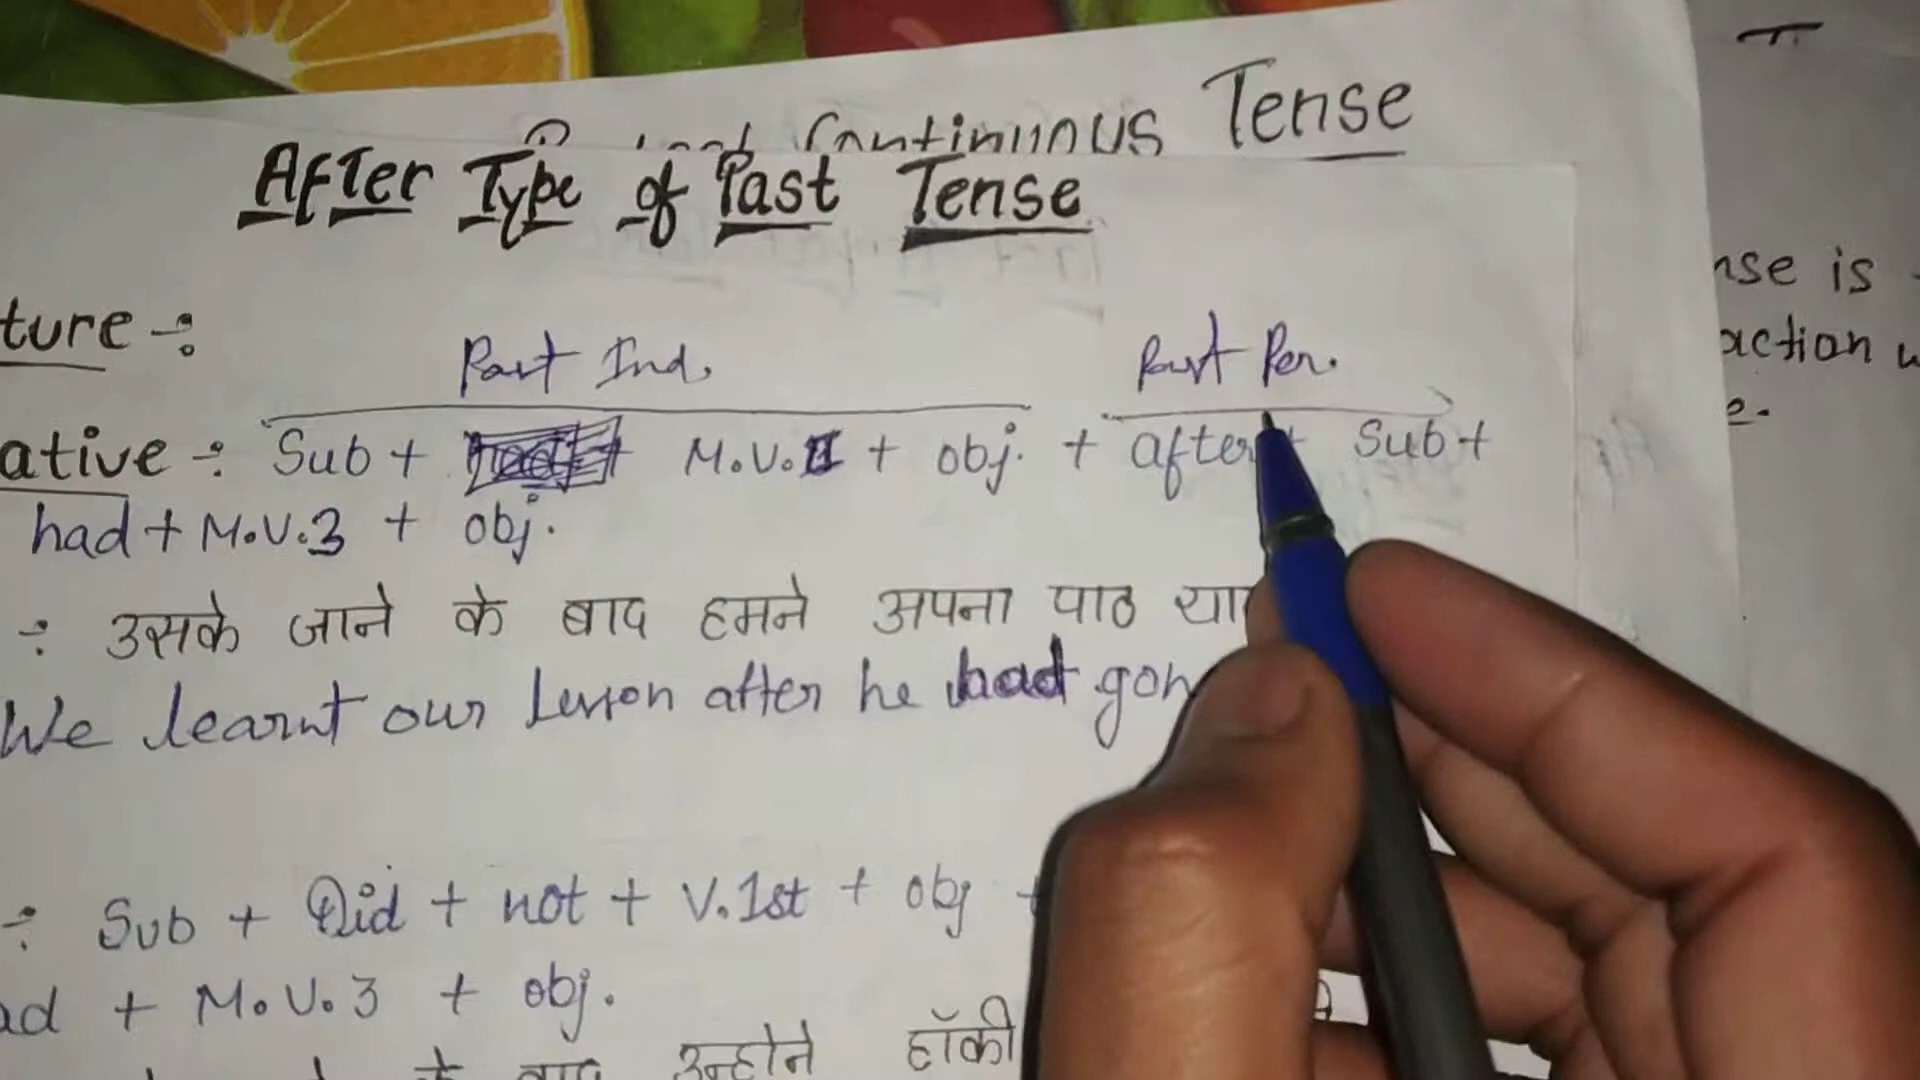 Continuous Tense
After Type of Past Tense
nse is
ture -:
action
Past Ind. Past Per.
e.
ative :- Sub + M.V.II + obj. + after + Sub +
had + M.V.3 + obj.
:- उसके जाने के बाद हमने अपना पाठ या
We learnt our Lesson after he had gon
:- Sub + Did + not + V.1st + obj +
ad + M.V.3 + obj.
के बाद उन्होने हॉकी